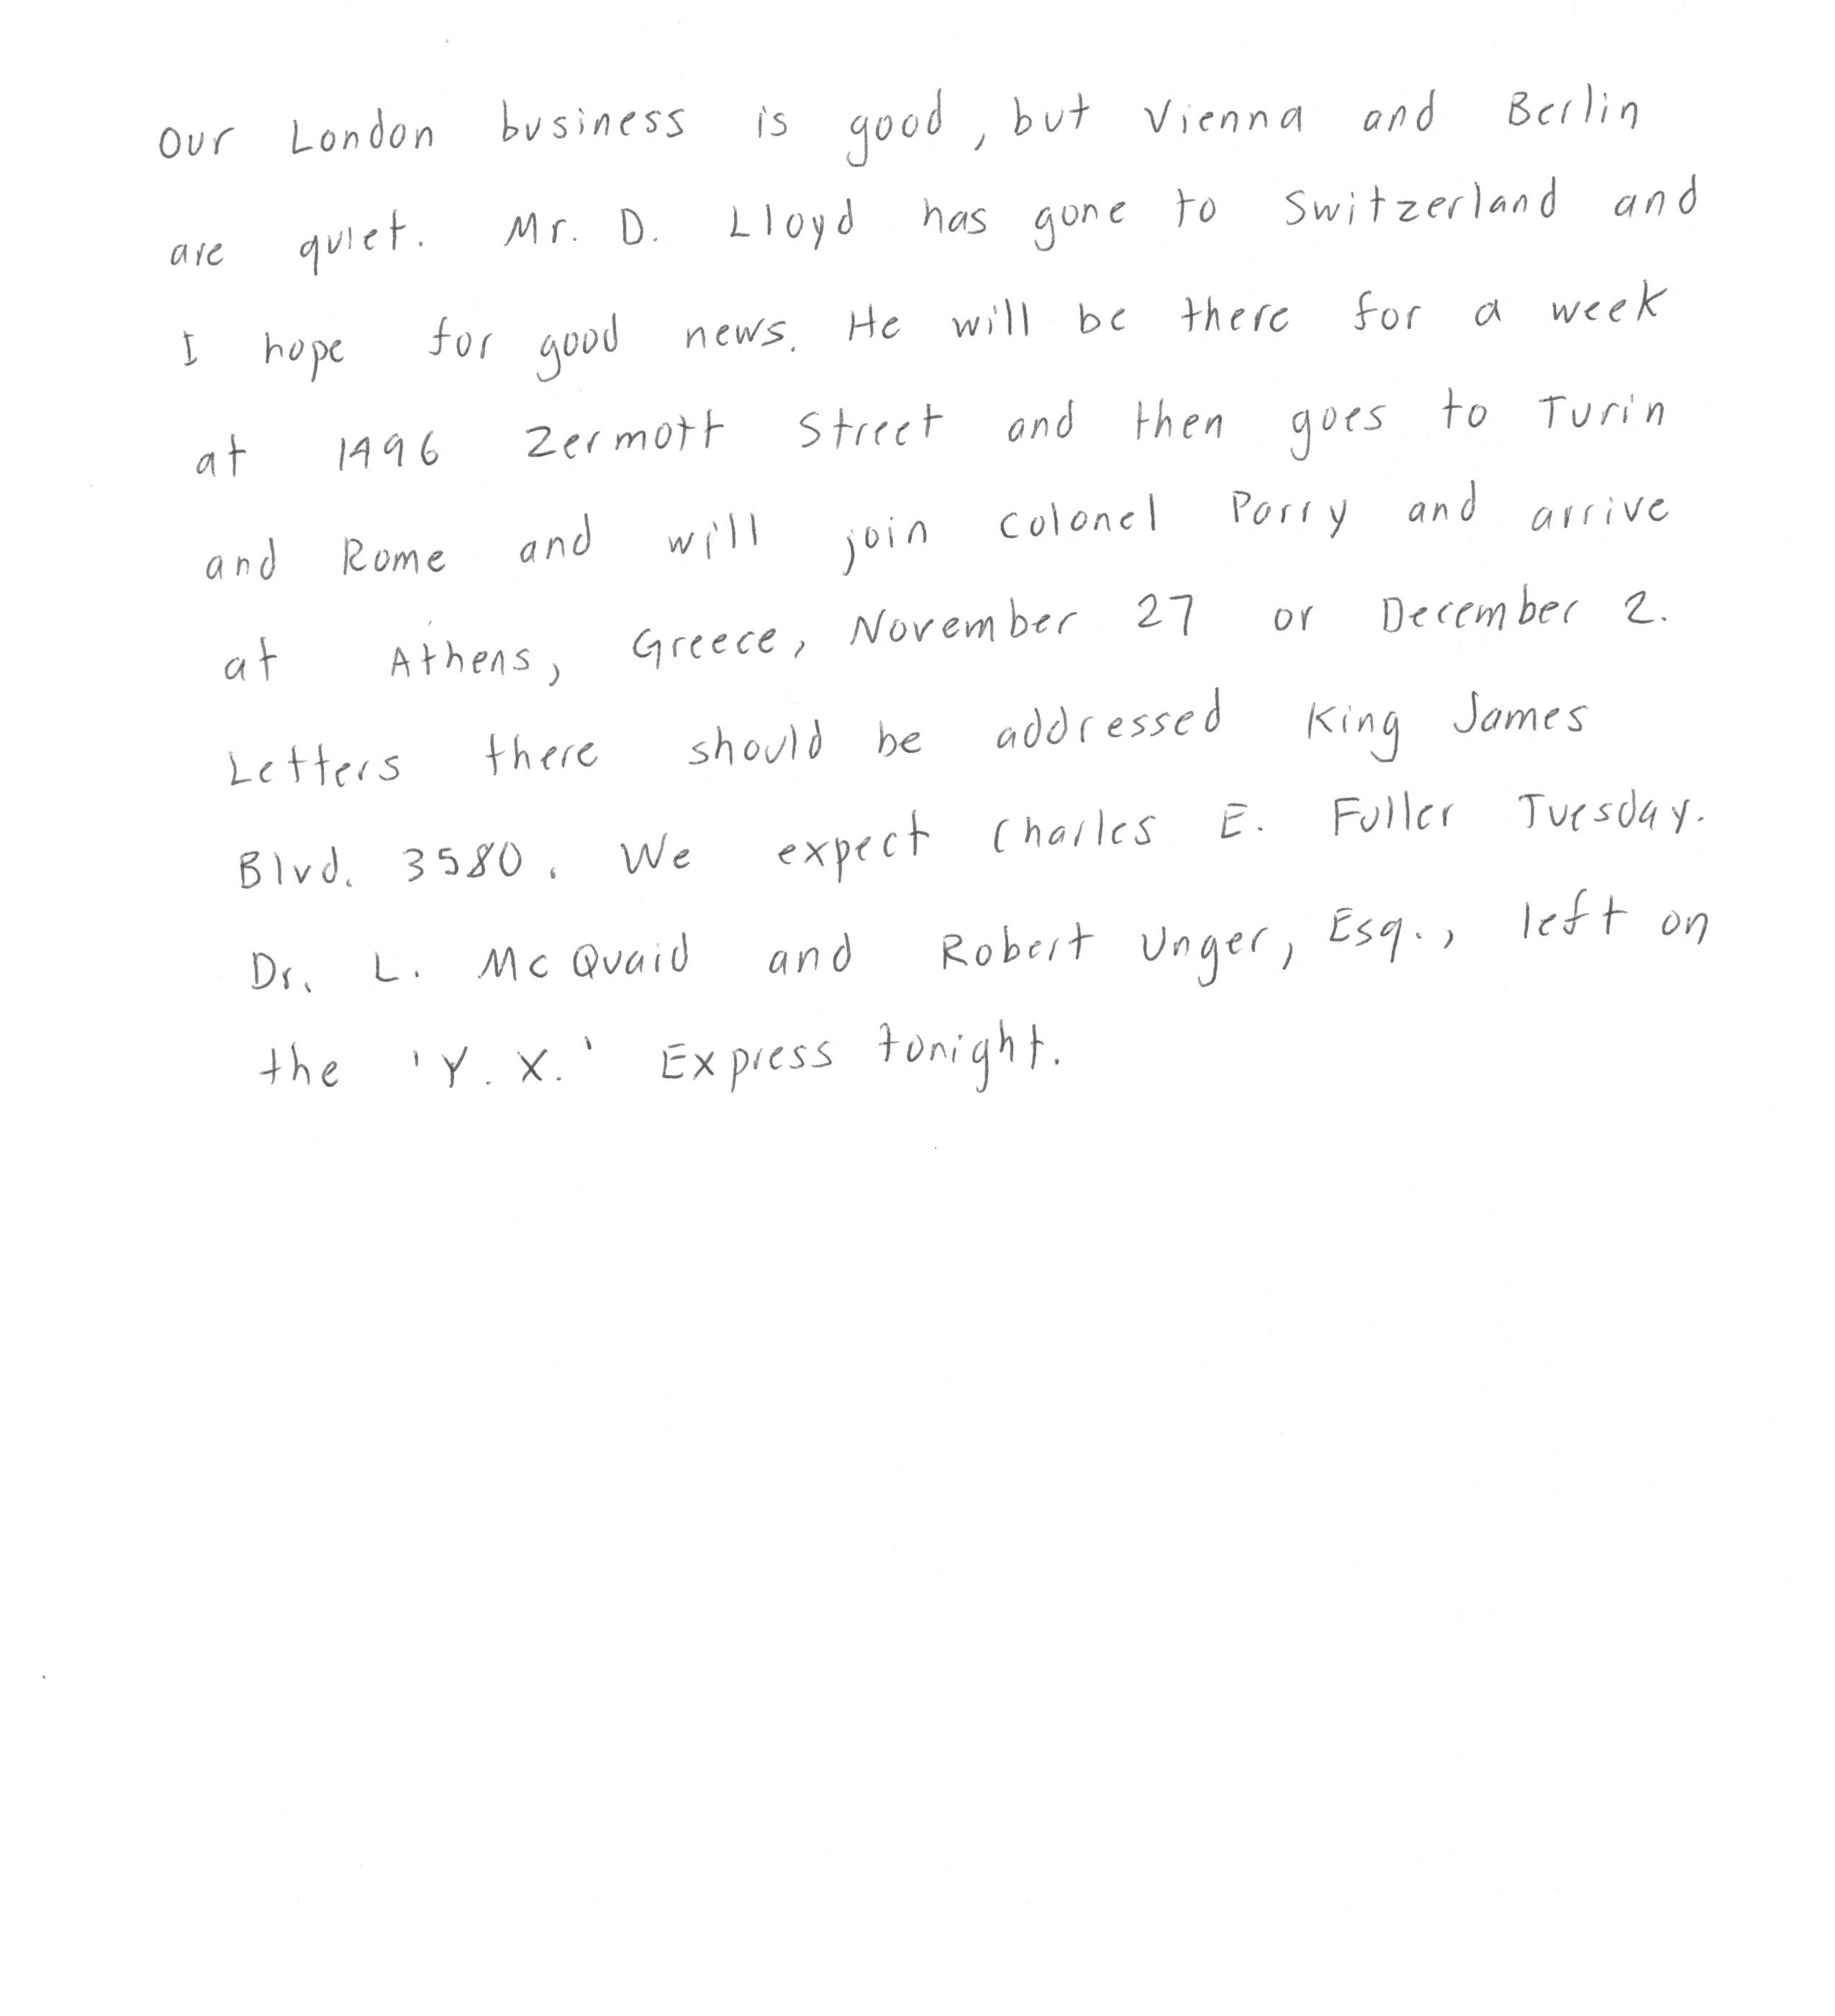 Our London business is good, but Vienna and Berlin
are quiet. Mr. D. Lloyd has gone to Switzerland and
I hope for good news. He will be there for a week
at 1496 Zermott Street and then goes to Turin
and Rome and will join Colonel Parry and arrive
at Athens, Greece, November 27 or December 2.
Letters there should be addressed King James
Blvd. 3580. We expect Charles E. Fuller Tuesday.
Dr. L. McQuaid and Robert Unger, Esq., left on
the 'Y. X.' Express tonight.